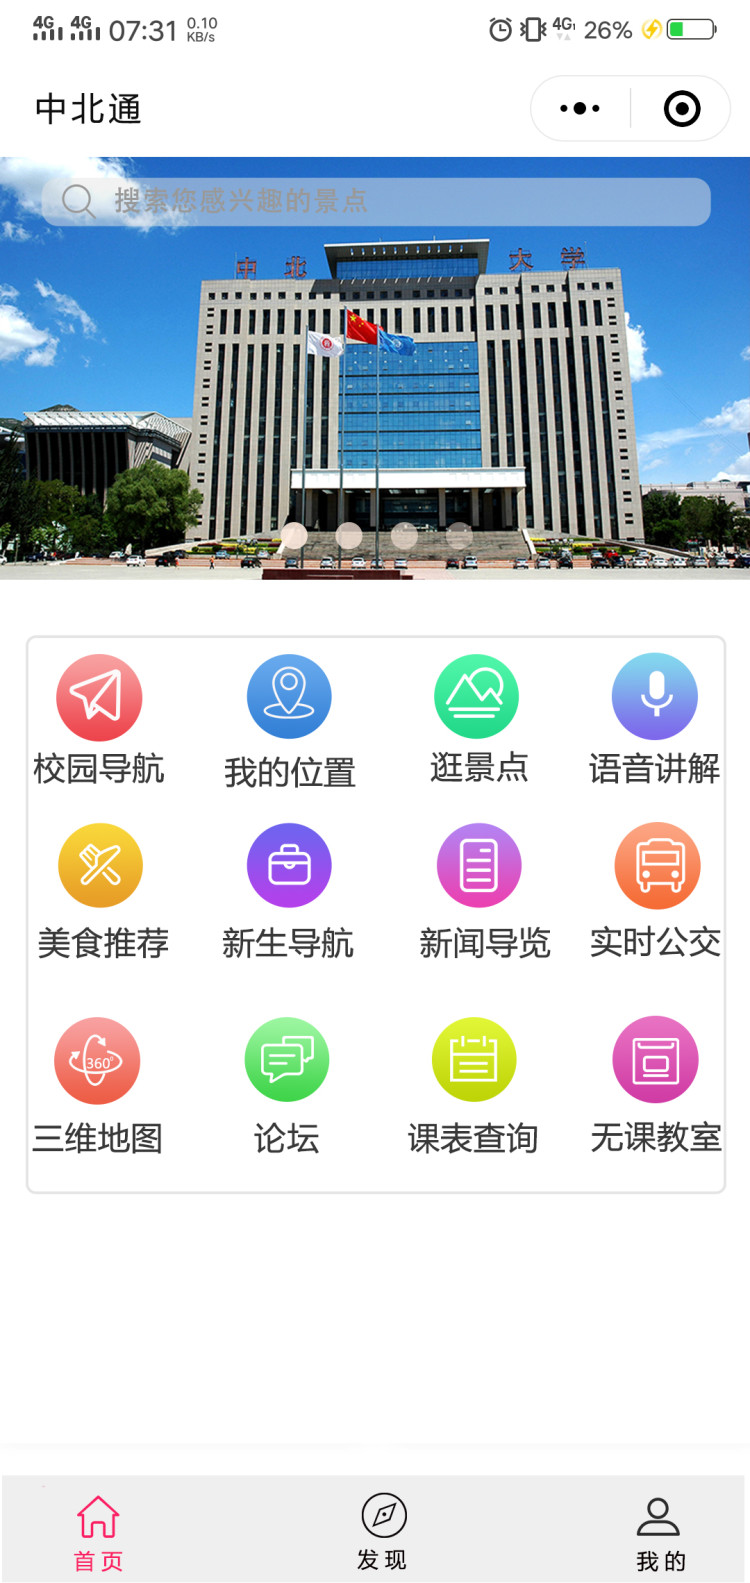 4G 4G 07:31 0.10 KB/s 4G 26%
中北通
搜索您感兴趣的景点
中北大学
校园导航 我的位置 逛景点 语音讲解
美食推荐 新生导航 新闻导览 实时公交
360°
三维地图 论坛 课表查询 无课教室
首页 发现 我的